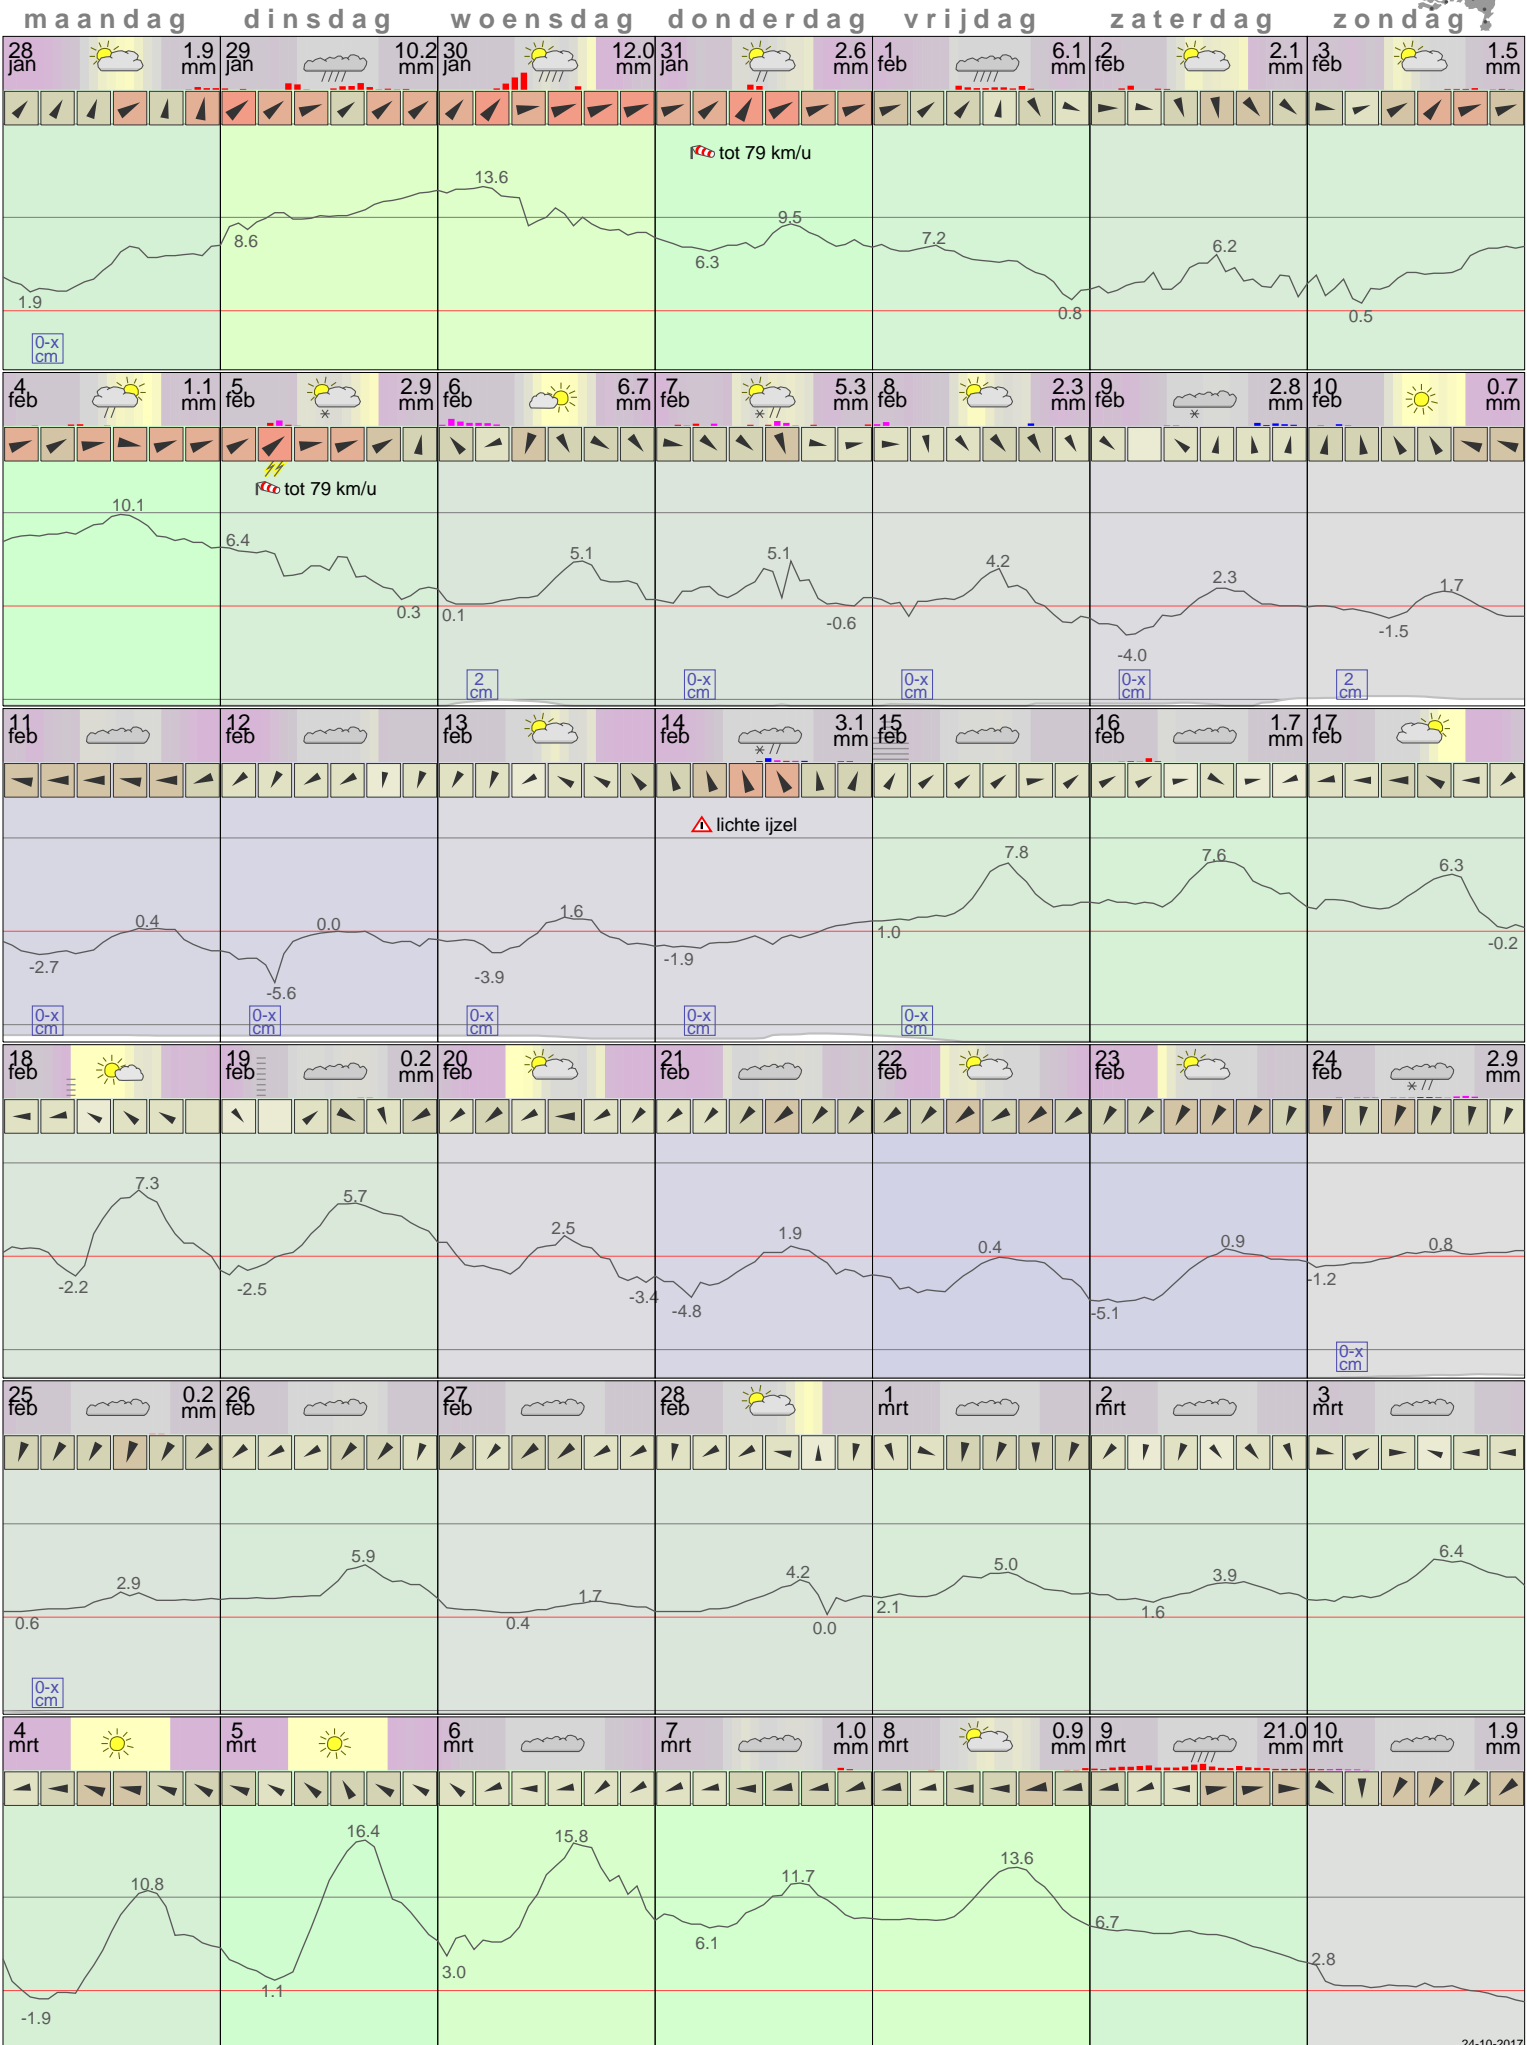 maandag dinsdag woensdag donderdag vrijdag zaterdag zondag
28 jan 1.9 mm 29 jan 10.2 mm 30 jan 12.0 mm 31 jan 2.6 mm 1 feb 6.1 mm 2 feb 2.1 mm 3 feb 1.5 mm
tot 79 km/u
13.6
9.5
8.6 7.2 6.2
6.3
1.9 0.8 0.5
0-x cm
4 feb 1.1 mm 5 feb 2.9 mm 6 feb 6.7 mm 7 feb 5.3 mm 8 feb 2.3 mm 9 feb 2.8 mm 10 feb 0.7 mm
tot 79 km/u
10.1
6.4 5.1 5.1 4.2
2.3 1.7
0.3 0.1 -0.6 -1.5
-4.0
2 cm 0-x cm 0-x cm 0-x cm 2 cm
11 feb 12 feb 13 feb 14 feb 3.1 mm 15 feb 16 feb 1.7 mm 17 feb
lichte ijzel
7.8 7.6 6.3
0.4 0.0 1.6 1.0 -0.2
-2.7 -5.6 -3.9 -1.9
0-x cm 0-x cm 0-x cm 0-x cm 0-x cm
18 feb 19 feb 0.2 mm 20 feb 21 feb 22 feb 23 feb 24 feb 2.9 mm
7.3 5.7 2.5 1.9 0.4 0.9 0.8
-2.2 -2.5 -3.4 -4.8 -5.1 -1.2
0-x cm
25 feb 0.2 mm 26 feb 27 feb 28 feb 1 mrt 2 mrt 3 mrt
2.9 5.9 1.7 4.2 5.0 3.9 6.4
0.6 0.4 0.0 2.1 1.6
0-x cm
4 mrt 5 mrt 6 mrt 7 mrt 1.0 mm 8 mrt 0.9 mm 9 mrt 21.0 mm 10 mrt 1.9 mm
10.8 16.4 15.8 11.7 13.6 6.7 2.8
-1.9 1.1 3.0 6.1
24-10-2017